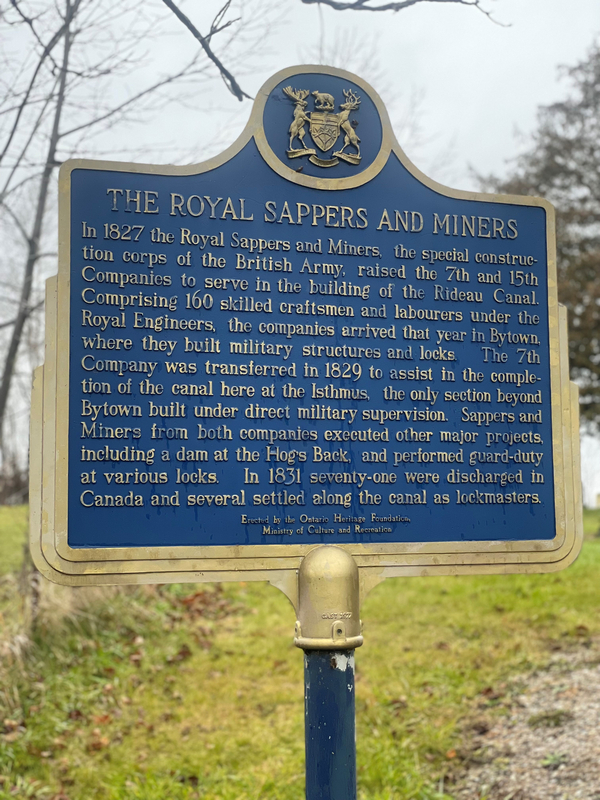 THE ROYAL SAPPERS AND MINERS
In 1827 the Royal Sappers and Miners, the special construc-
tion corps of the British Army, raised the 7th and 15th
Companies to serve in the building of the Rideau Canal.
Comprising 160 skilled craftsmen and labourers under the
Royal Engineers, the companies arrived that year in Bytown,
where they built military structures and locks. The 7th
Company was transferred in 1829 to assist in the comple-
tion of the canal here at the Isthmus, the only section beyond
Bytown built under direct military supervision. Sappers and
Miners from both companies executed other major projects,
including a dam at the Hogs Back, and performed guard-duty
at various locks. In 1831 seventy-one were discharged in
Canada and several settled along the canal as lockmasters.
Erected by the Ontario Heritage Foundation,
Ministry of Culture and Recreation